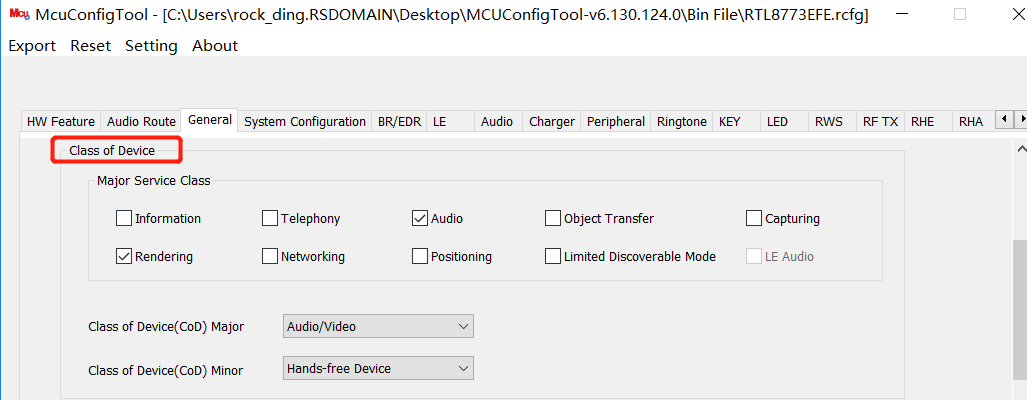 Mcu McuConfigTool - [C:\Users\rock_ding.RSDOMAIN\Desktop\MCUConfigTool-v6.130.124.0\Bin File\RTL8773EFE.rcfg]
Export Reset Setting About
HW Feature Audio Route General System Configuration BR/EDR LE Audio Charger Peripheral Ringtone KEY LED RWS RF TX RHE RHA
Class of Device
Major Service Class
Information Telephony Audio Object Transfer Capturing
Rendering Networking Positioning Limited Discoverable Mode LE Audio
Class of Device(CoD) Major Audio/Video
Class of Device(CoD) Minor Hands-free Device